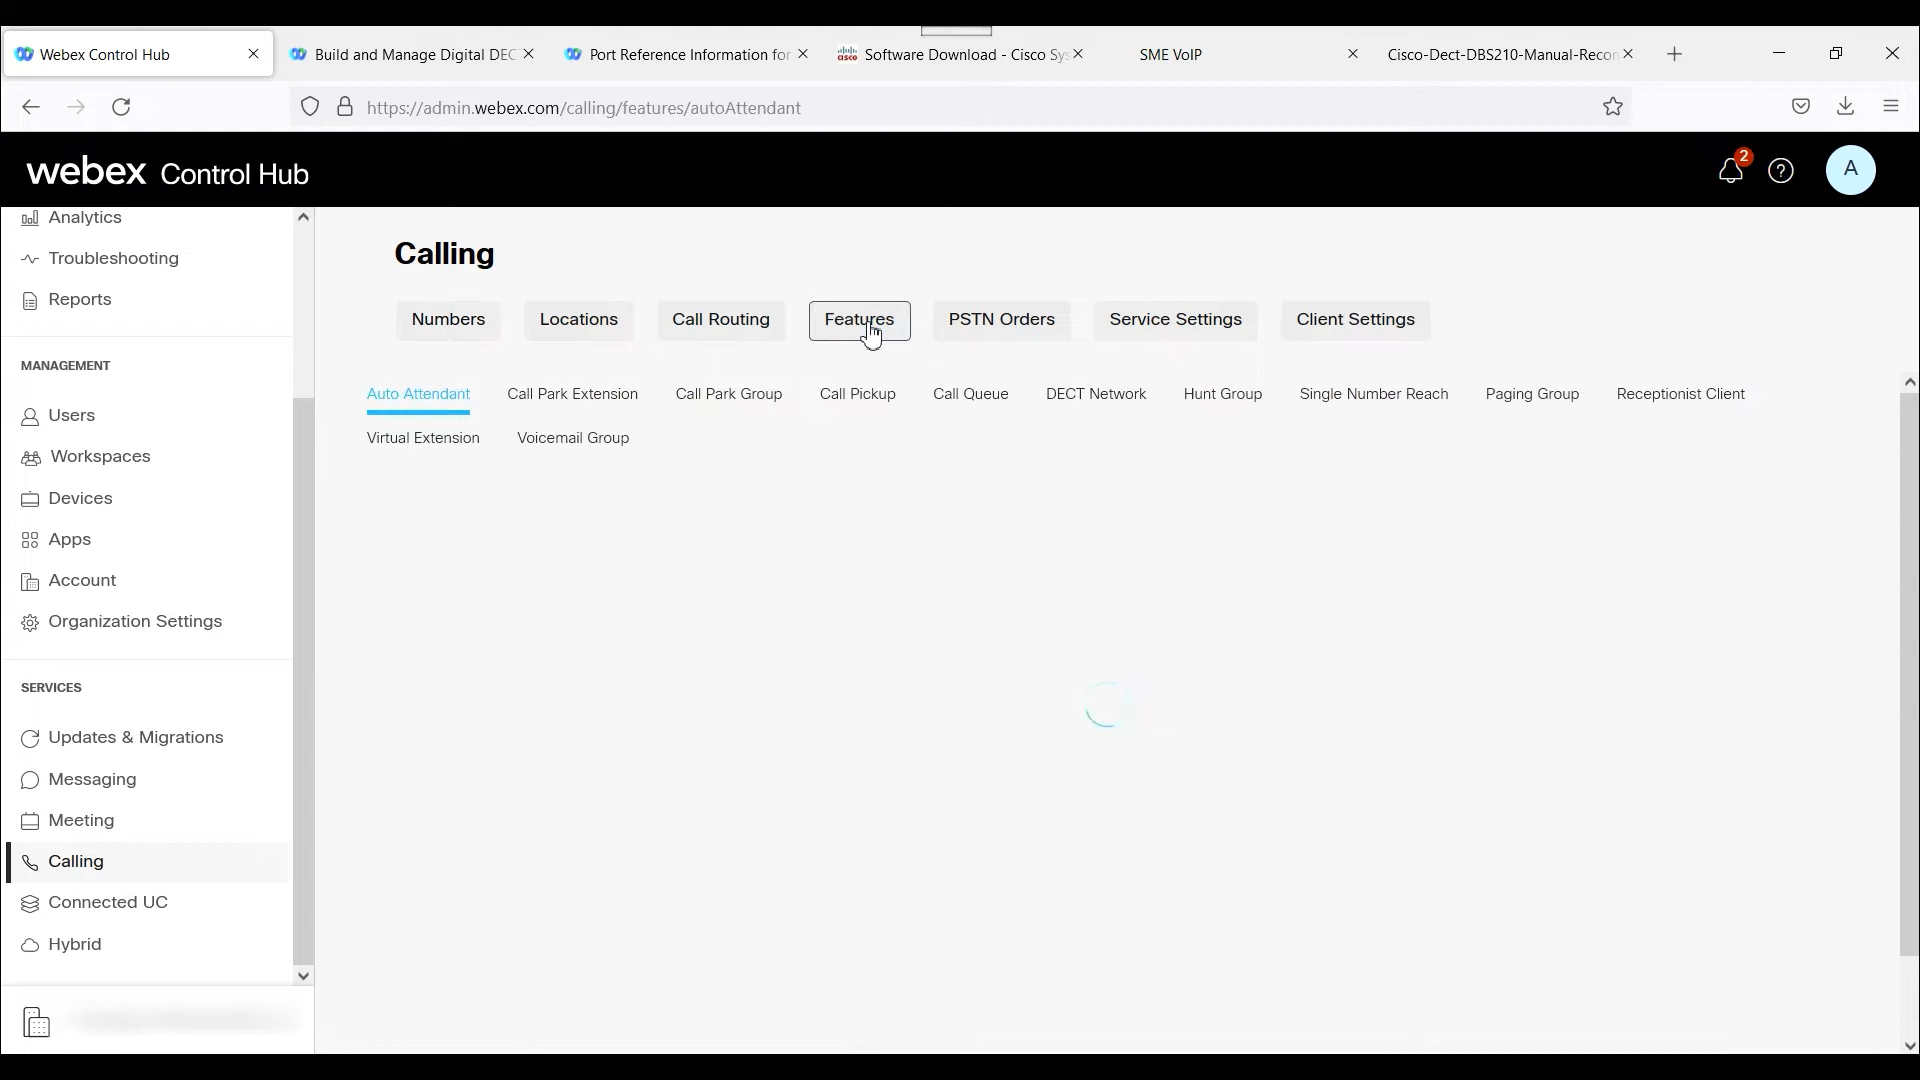 Webex Control Hub
Build and Manage Digital DEC
Port Reference Information for
Software Download - Cisco Sys
SME VoIP
Cisco-Dect-DBS210-Manual-Recon
https://admin.webex.com/calling/features/autoAttendant
webex Control Hub
2
?
A
Analytics
Troubleshooting
Reports
MANAGEMENT
Users
Workspaces
Devices
Apps
Account
Organization Settings
SERVICES
Updates & Migrations
Messaging
Meeting
Calling
Connected UC
Hybrid
Calling
Numbers Locations Call Routing Features PSTN Orders Service Settings Client Settings
Auto Attendant Call Park Extension Call Park Group Call Pickup Call Queue DECT Network Hunt Group Single Number Reach Paging Group Receptionist Client
Virtual Extension Voicemail Group